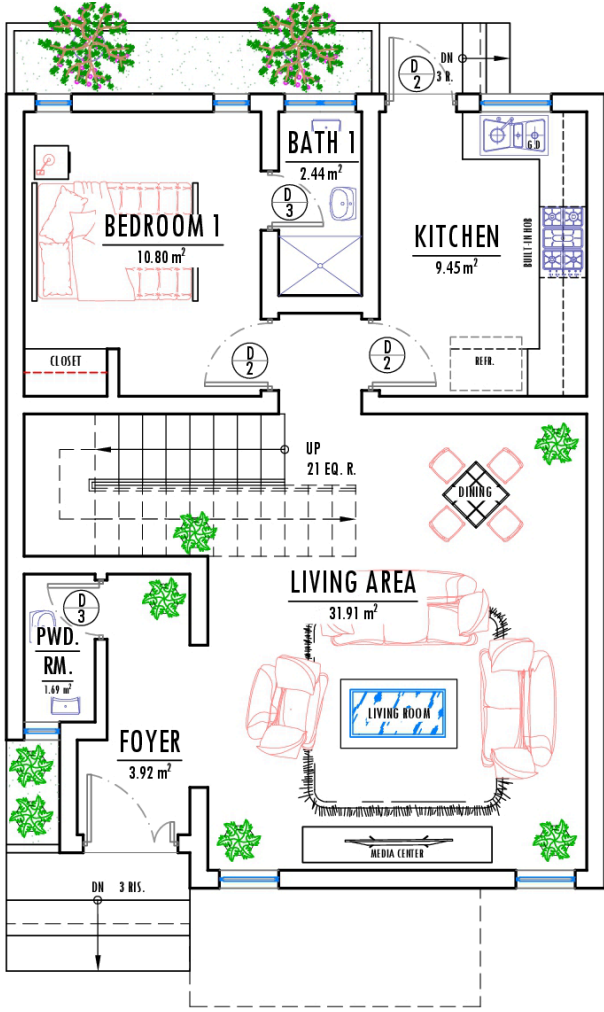 DN
3 R.
D
2
BATH 1
2.44 m²
G.D
D
3
BEDROOM 1
10.80 m²
KITCHEN
9.45 m²
BUILT-IN HOB
CLOSET
D
2
D
2
REFR.
UP
21 EQ. R.
DINING
LIVING AREA
31.91 m²
D
3
PWD.
RM.
1.69 m²
LIVING ROOM
FOYER
3.92 m²
MEDIA CENTER
DN 3 RIS.